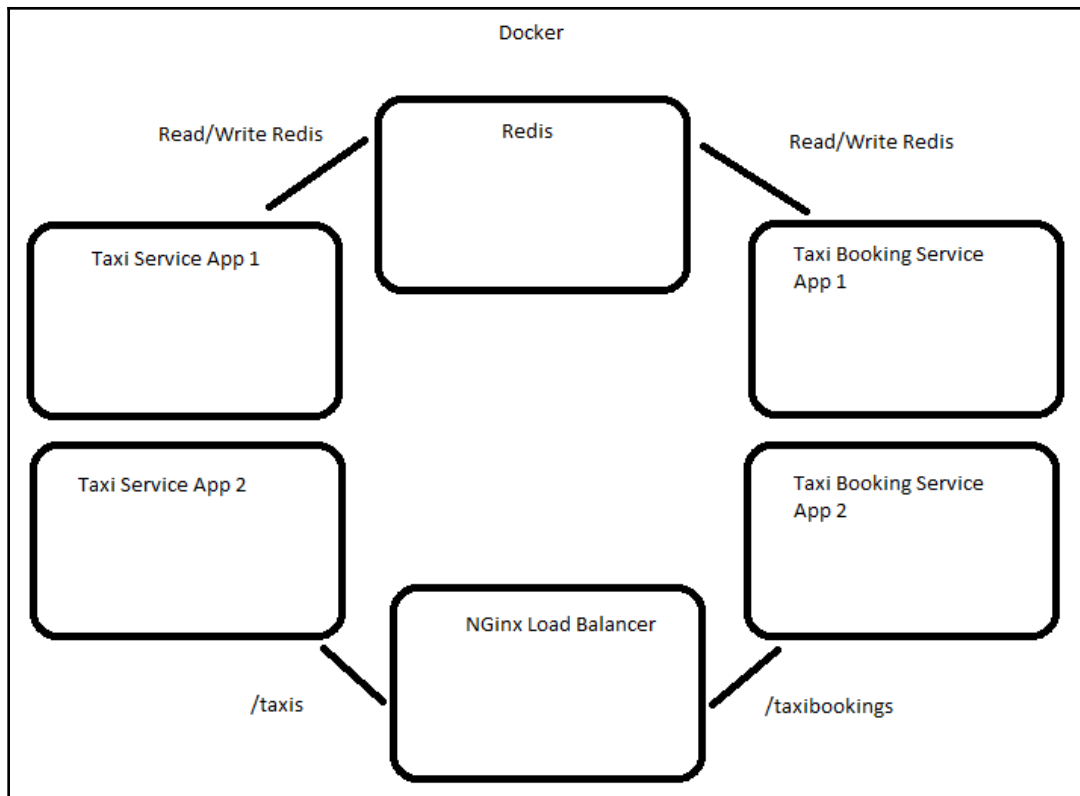 Docker
Read/Write Redis
Redis
Read/Write Redis
Taxi Service App 1
Taxi Booking Service
App 1
Taxi Service App 2
Taxi Booking Service
App 2
NGinx Load Balancer
/taxis
/taxibookings